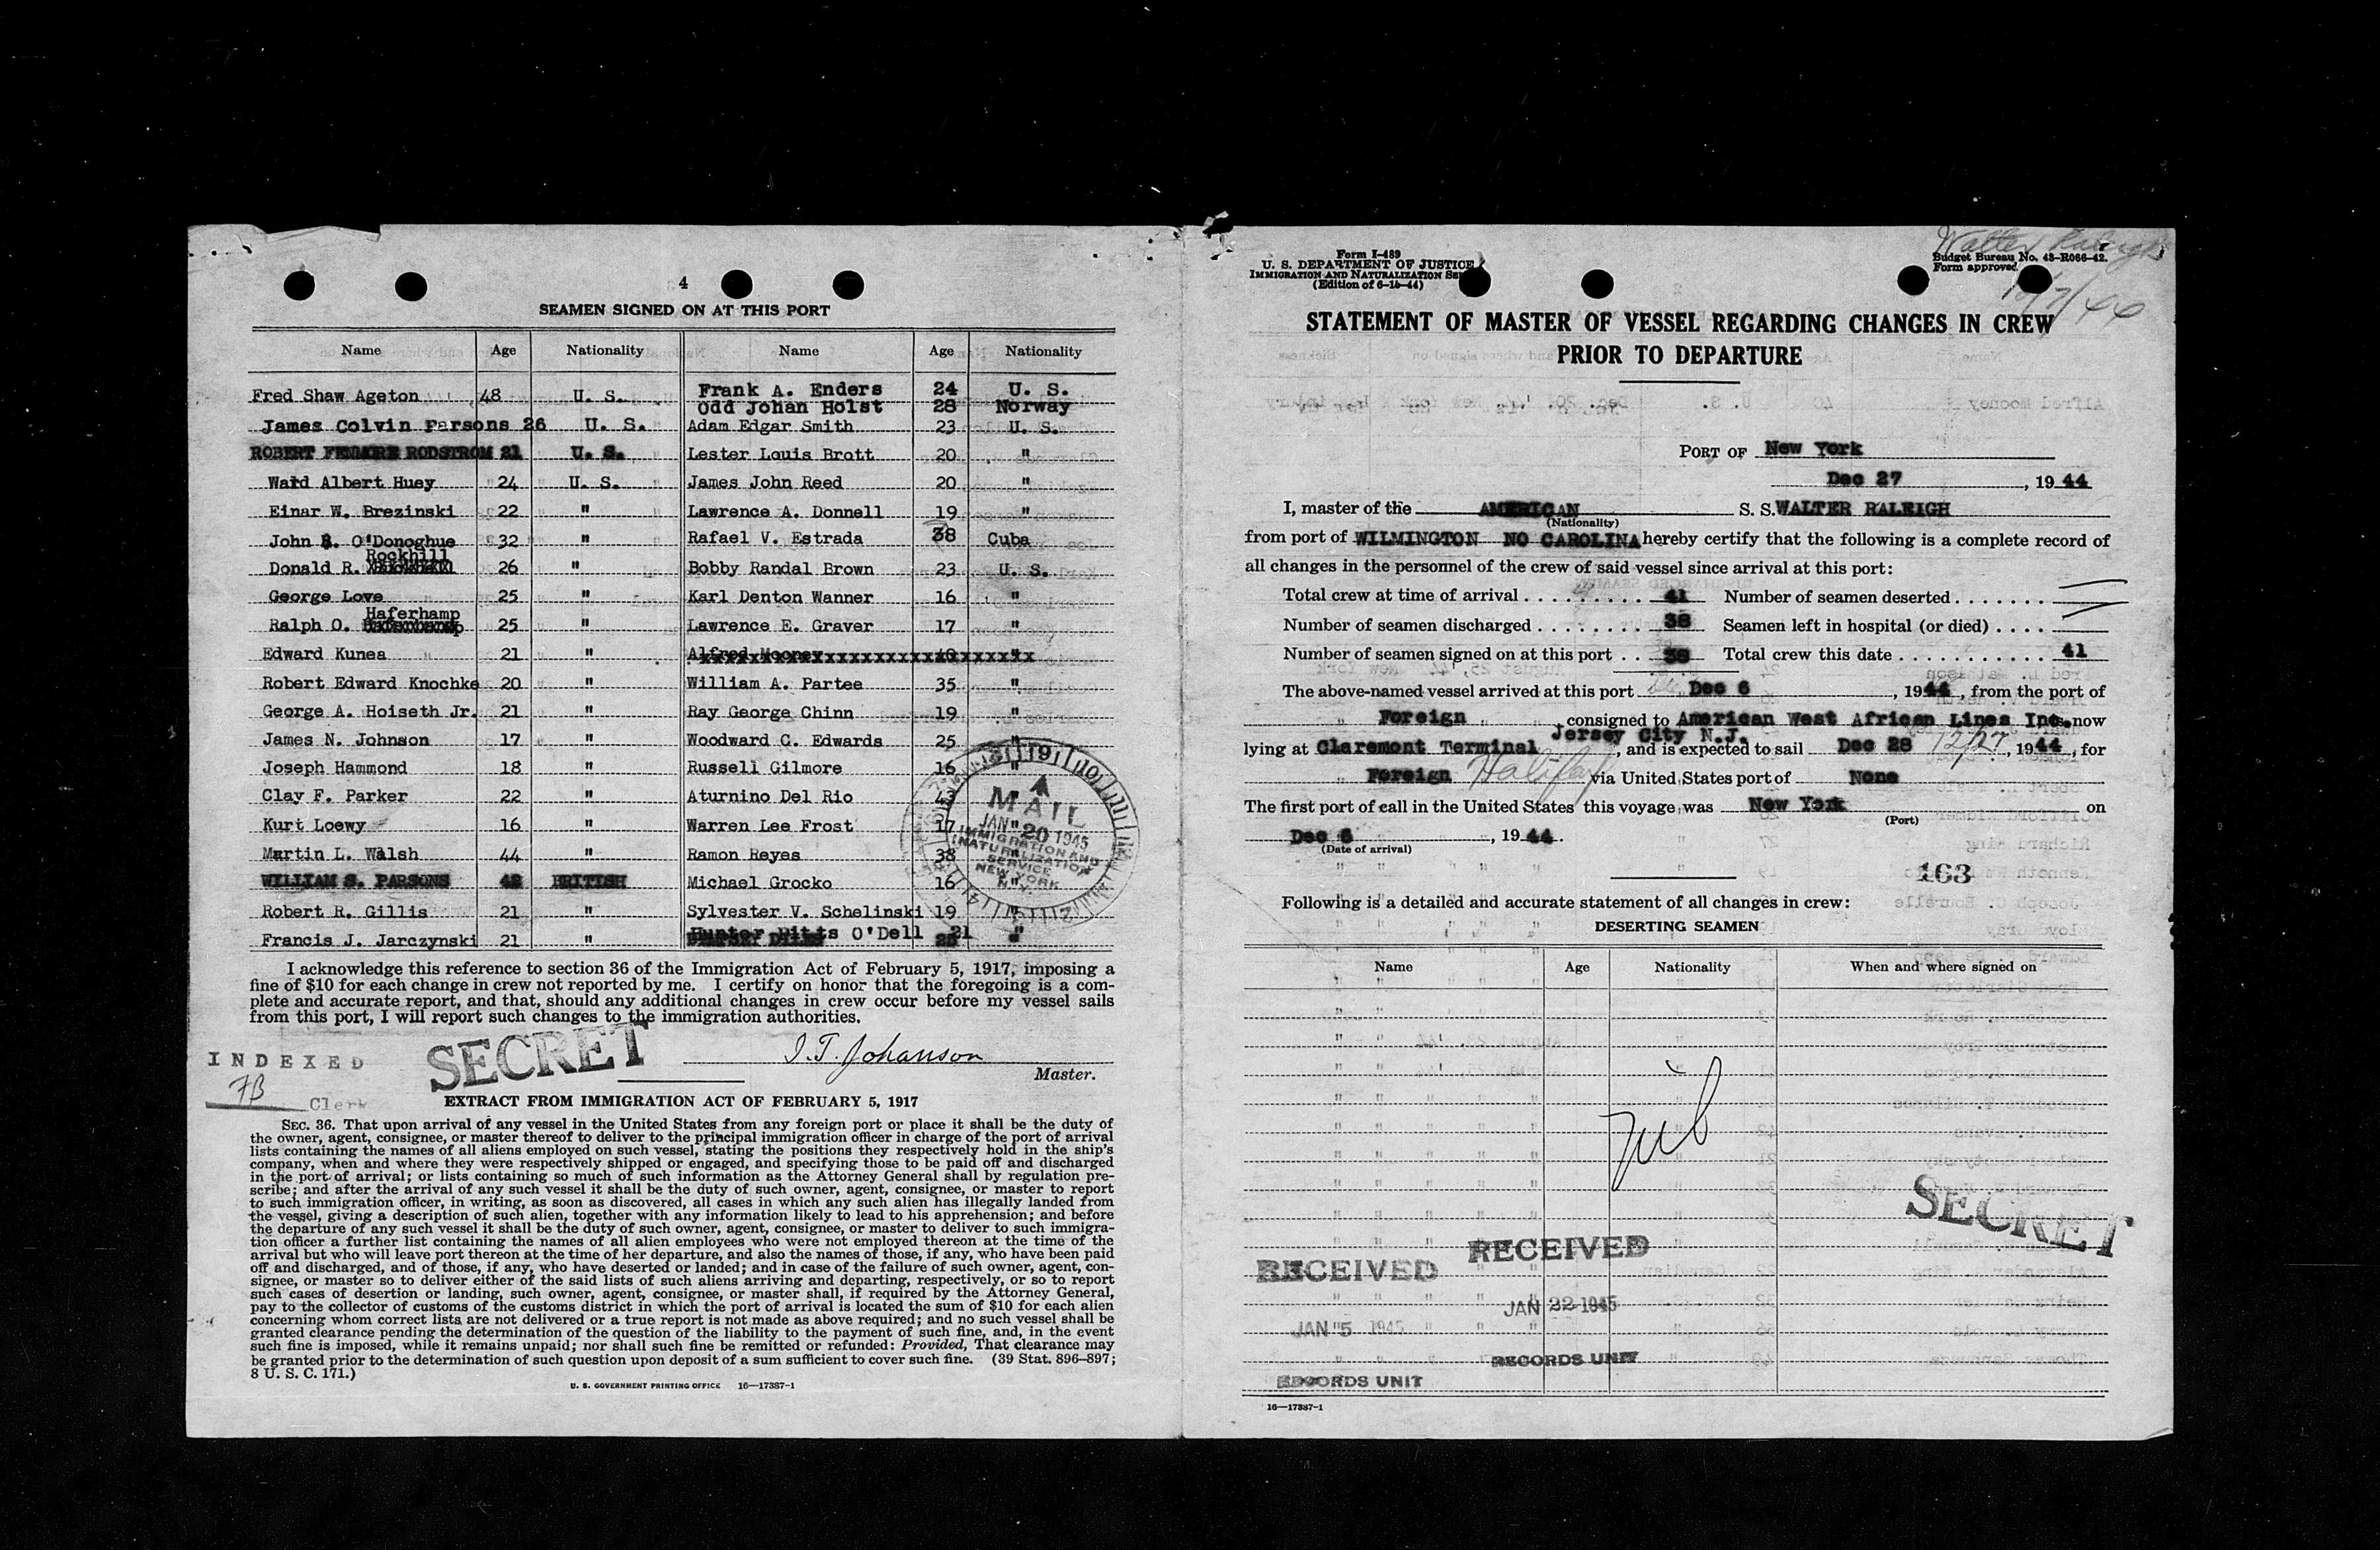 4
SEAMEN SIGNED ON AT THIS PORT
Name Age Nationality Name Age Nationality
Fred Shaw Ageton 48 U. S. Frank A. Enders 24 U. S.
Odd Johan Holst 28 Norway
James Colvin Parsons 26 U. S. Adam Edgar Smith 23 U. S.
ROBERT FENMORE RODSTROM 21 U. S. Lester Louis Brott 20 "
Ward Albert Huey 24 U. S. James John Reed 20 "
Einar W. Brezinski 22 " Lawrence A. Donnell 19 "
John B. O'Donoghue 32 " Rafael V. Estrada 38 Cuba
Rockhill
Donald R. 26 " Bobby Randal Brown 23 U. S.
George Love 25 " Karl Denton Wanner 16 "
Haferhamp
Ralph O. 25 " Lawrence E. Graver 17 "
Edward Kunea 21 " Alfred Mooney 40 "
Robert Edward Knochke 20 " William A. Partee 35 "
George A. Hoiseth Jr. 21 " Ray George Chinn 19 "
James N. Johnson 17 " Woodward C. Edwards 25 "
Joseph Hammond 18 " Russell Gilmore 16 "
Clay F. Parker 22 " Aturnino Del Rio 43 "
Kurt Loewy 16 " Warren Lee Frost 17 "
Martin L. Walsh 44 " Ramon Reyes 38 "
WILLIAM S. PARSONS 48 BRITISH Michael Grocko 16 "
Robert R. Gillis 21 " Sylvester V. Schelinski 19 "
Francis J. Jarczynski 21 " Hunter Pitts O'Dell 21 "
MAIL
JAN 20 1945
IMMIGRATION AND
NATURALIZATION
SERVICE
NEW YORK
N. Y.
I acknowledge this reference to section 36 of the Immigration Act of February 5, 1917, imposing a
fine of $10 for each change in crew not reported by me. I certify on honor that the foregoing is a com-
plete and accurate report, and that, should any additional changes in crew occur before my vessel sails
from this port, I will report such changes to the immigration authorities.
INDEXED
FB Clerk
SECRET
I. T. Johanson
Master.
EXTRACT FROM IMMIGRATION ACT OF FEBRUARY 5, 1917
SEC. 36. That upon arrival of any vessel in the United States from any foreign port or place it shall be the duty of
the owner, agent, consignee, or master thereof to deliver to the principal immigration officer in charge of the port of arrival
lists containing the names of all aliens employed on such vessel, stating the positions they respectively hold in the ship's
company, when and where they were respectively shipped or engaged, and specifying those to be paid off and discharged
in the port of arrival; or lists containing so much of such information as the Attorney General shall by regulation pre-
scribe; and after the arrival of any such vessel it shall be the duty of such owner, agent, consignee, or master to report
to such immigration officer, in writing, as soon as discovered, all cases in which any such alien has illegally landed from
the vessel, giving a description of such alien, together with any information likely to lead to his apprehension; and before
the departure of any such vessel it shall be the duty of such owner, agent, consignee, or master to deliver to such immigra-
tion officer a further list containing the names of all alien employees who were not employed thereon at the time of the
arrival but who will leave port thereon at the time of her departure, and also the names of those, if any, who have been paid
off and discharged, and of those, if any, who have deserted or landed; and in case of the failure of such owner, agent, con-
signee, or master so to deliver either of the said lists of such aliens arriving and departing, respectively, or so to report
such cases of desertion or landing, such owner, agent, consignee, or master shall, if required by the Attorney General,
pay to the collector of customs of the customs district in which the port of arrival is located the sum of $10 for each alien
concerning whom correct lists are not delivered or a true report is not made as above required; and no such vessel shall be
granted clearance pending the determination of the question of the liability to the payment of such fine, and, in the event
such fine is imposed, while it remains unpaid; nor shall such fine be remitted or refunded: Provided, That clearance may
be granted prior to the determination of such question upon deposit of a sum sufficient to cover such fine. (39 Stat. 896–897;
8 U. S. C. 171.)
U. S. GOVERNMENT PRINTING OFFICE 16—17387-1
Form I-489
U. S. DEPARTMENT OF JUSTICE
IMMIGRATION AND NATURALIZATION
(Edition of 6-15-44)
Walter Raleigh
Budget Bureau No. 43-R066-42.
Form approved
12/7/44
STATEMENT OF MASTER OF VESSEL REGARDING CHANGES IN CREW
PRIOR TO DEPARTURE
PORT OF New York
Dec 27, 1944
I, master of the AMERICAN S. S. WALTER RALEIGH
(Nationality)
from port of WILMINGTON NO CAROLINA hereby certify that the following is a complete record of
all changes in the personnel of the crew of said vessel since arrival at this port:
Total crew at time of arrival . . . . . . . . . . 41 Number of seamen deserted . . . . . . . —
Number of seamen discharged . . . . . . . . 38 Seamen left in hospital (or died) . . . . —
Number of seamen signed on at this port . . 38 Total crew this date . . . . . . . . . . . . 41
The above-named vessel arrived at this port Dec 6, 1944, from the port of
Foreign, consigned to American West African Lines Inc. now
Jersey City N.J.
lying at Claremont Terminal, and is expected to sail Dec 28 12/27, 1944, for
Foreign Halifax via United States port of None
The first port of call in the United States this voyage was New York on
(Port)
Dec 6, 1944.
(Date of arrival)
163
Following is a detailed and accurate statement of all changes in crew:
DESERTING SEAMEN
Name Age Nationality When and where signed on
SECRET
RECEIVED
JAN 22 1945
RECORDS UNIT
RECEIVED
JAN 5 1945
RECORDS UNIT
16—17387-1